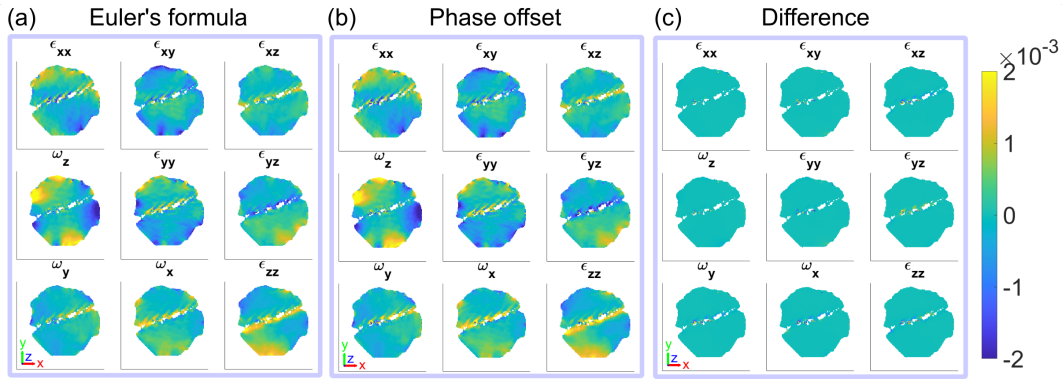 (a) Euler's formula (b) Phase offset (c) Difference
×10⁻³
ϵxx ϵxy ϵxz ϵxx ϵxy ϵxz ϵxx ϵxy ϵxz
2
ωz ϵyy ϵyz ωz ϵyy ϵyz ωz ϵyy ϵyz
1
0
ωy ωx ϵzz ωy ωx ϵzz ωy ωx ϵzz
-1
y y y
z z z
x x x
-2